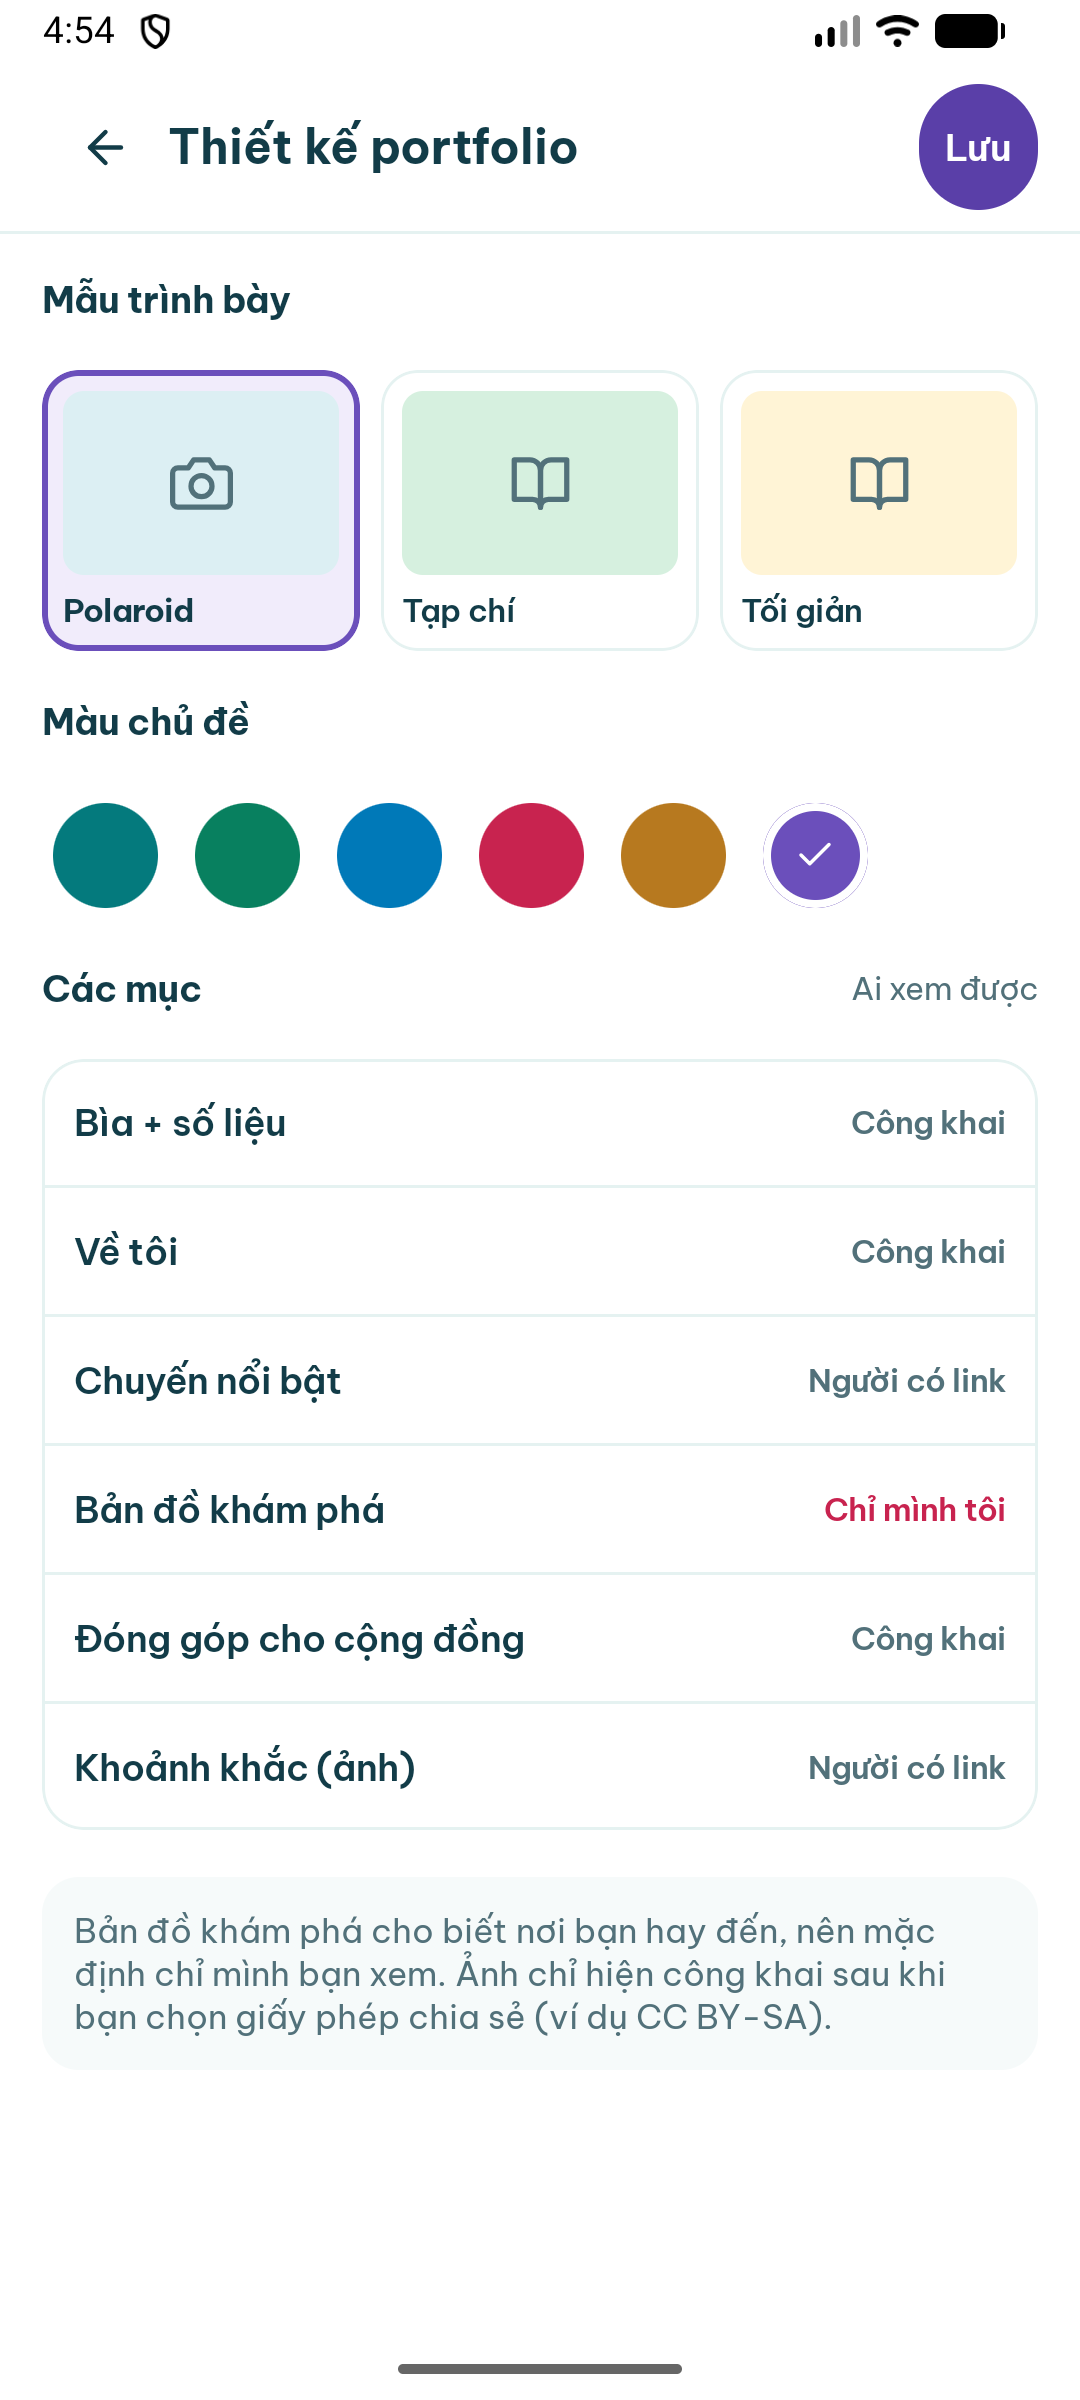 4:54
Thiết kế portfolio
Lưu
Mẫu trình bày
Polaroid
Tạp chí
Tối giản
Màu chủ đề
Các mục
Ai xem được
Bìa + số liệu
Công khai
Về tôi
Công khai
Chuyến nổi bật
Người có link
Bản đồ khám phá
Chỉ mình tôi
Đóng góp cho cộng đồng
Công khai
Khoảnh khắc (ảnh)
Người có link
Bản đồ khám phá cho biết nơi bạn hay đến, nên mặc
định chỉ mình bạn xem. Ảnh chỉ hiện công khai sau khi
bạn chọn giấy phép chia sẻ (ví dụ CC BY-SA).